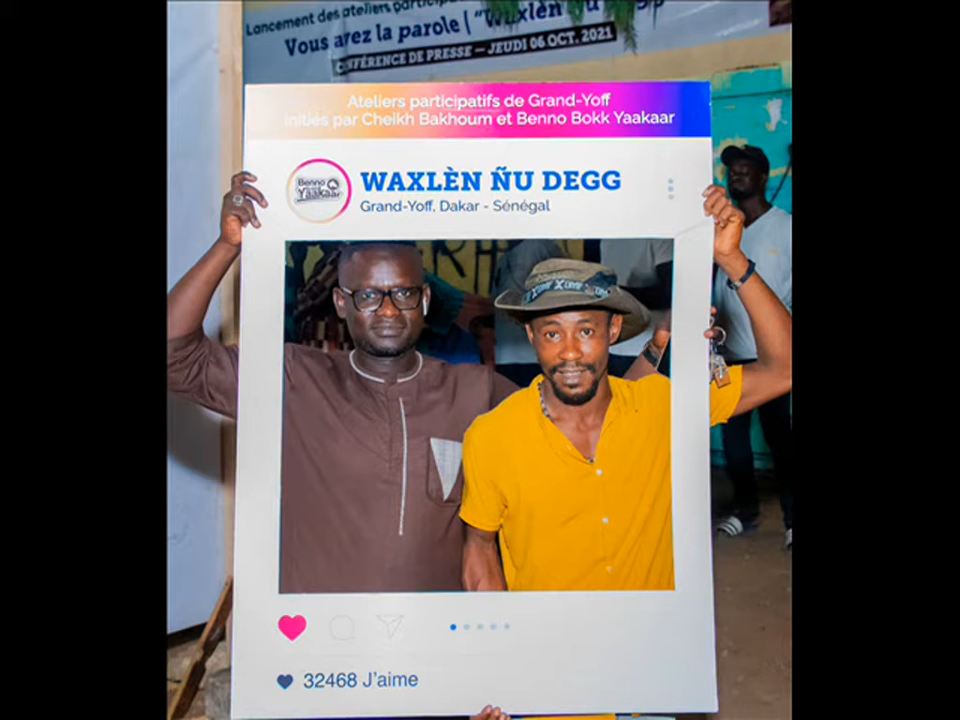 Lancement des ateliers
Vous avez la parole | "Waxlèn
CONFÉRENCE DE PRESSE — JEUDI 06 OCT. 2021
Ateliers participatifs de Grand-Yoff
initiés par Cheikh Bakhoum et Benno Bokk Yaakaar
Benno
Yaakaar
WAXLÈN ÑU DEGG
Grand-Yoff, Dakar - Sénégal
32468 J'aime